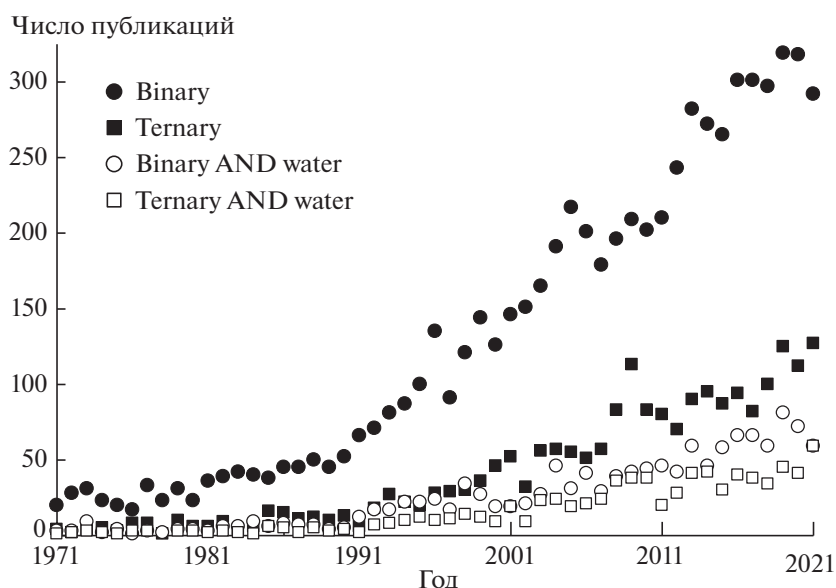 Число публикаций
300
250
200
150
100
50
0
Binary
Ternary
Binary AND water
Ternary AND water
1971
1981
1991
2001
2011
2021
Год